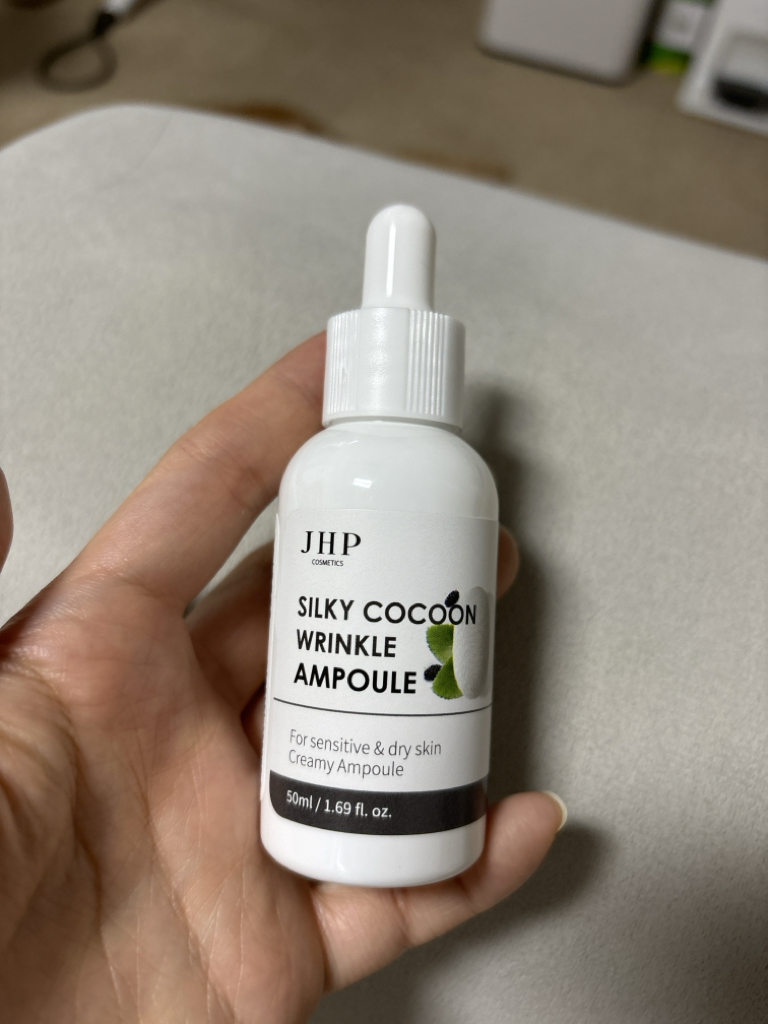 JHP
COSMETICS
SILKY COCOON
WRINKLE
AMPOULE
For sensitive & dry skin
Creamy Ampoule
50ml / 1.69 fl. oz.